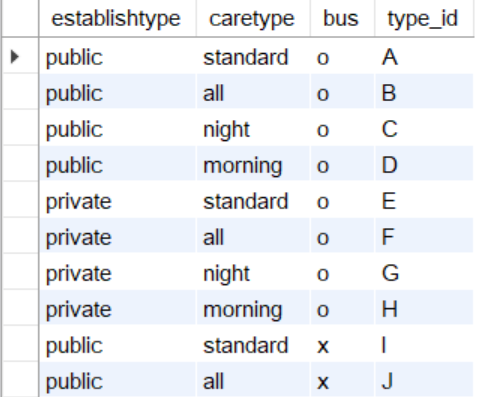 establishtype caretype bus type_id
public standard o A
public all o B
public night o C
public morning o D
private standard o E
private all o F
private night o G
private morning o H
public standard x I
public all x J